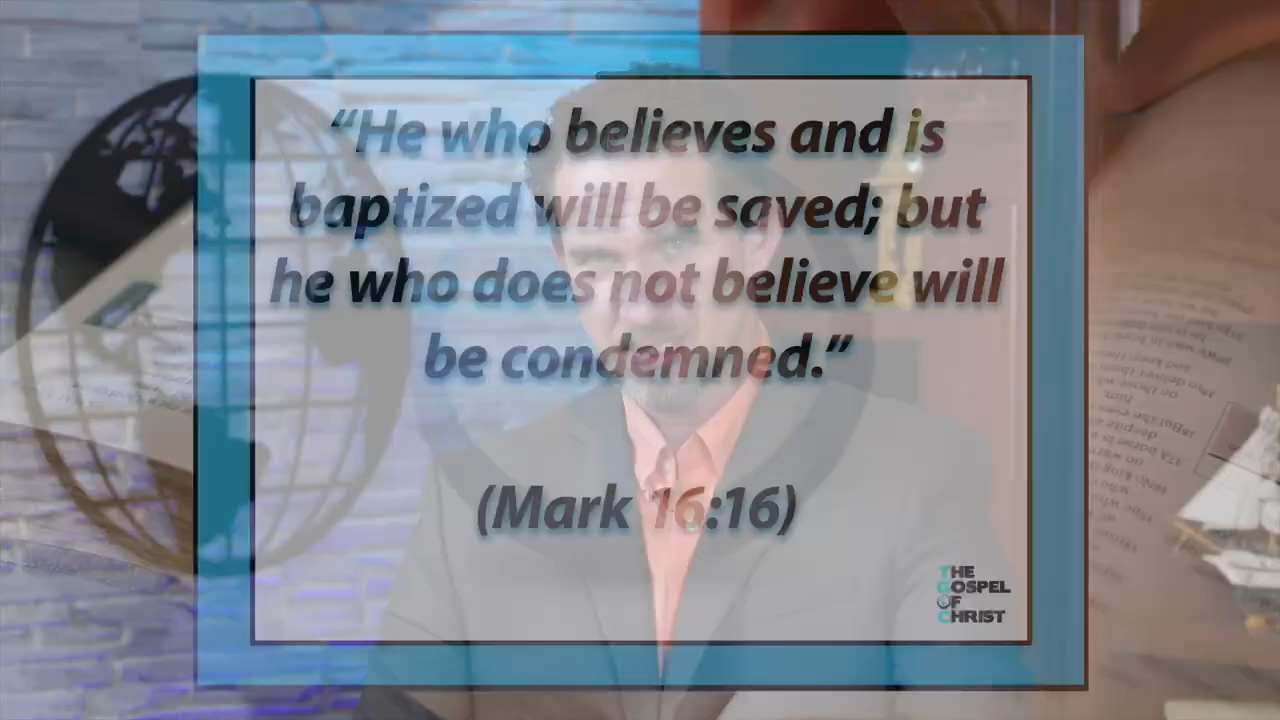 “He who believes and is
baptized will be saved; but
he who does not believe will
be condemned.”
(Mark 16:16)
THE
GOSPEL
OF
CHRIST